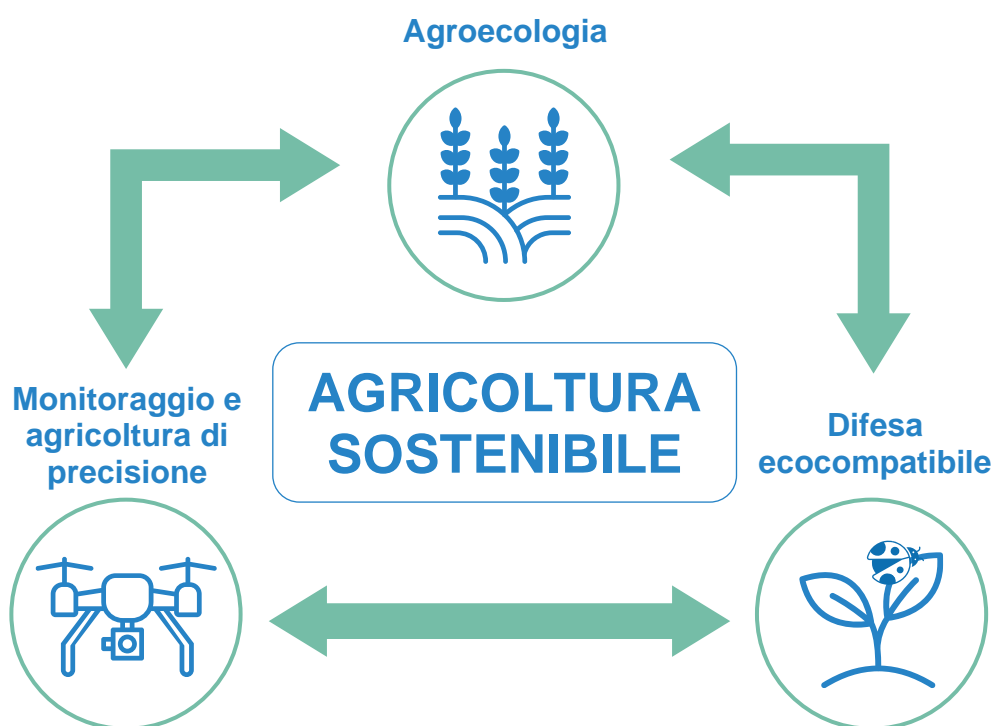 Agroecologia
AGRICOLTURA
SOSTENIBILE
Monitoraggio e
agricoltura di
precisione
Difesa
ecocompatibile